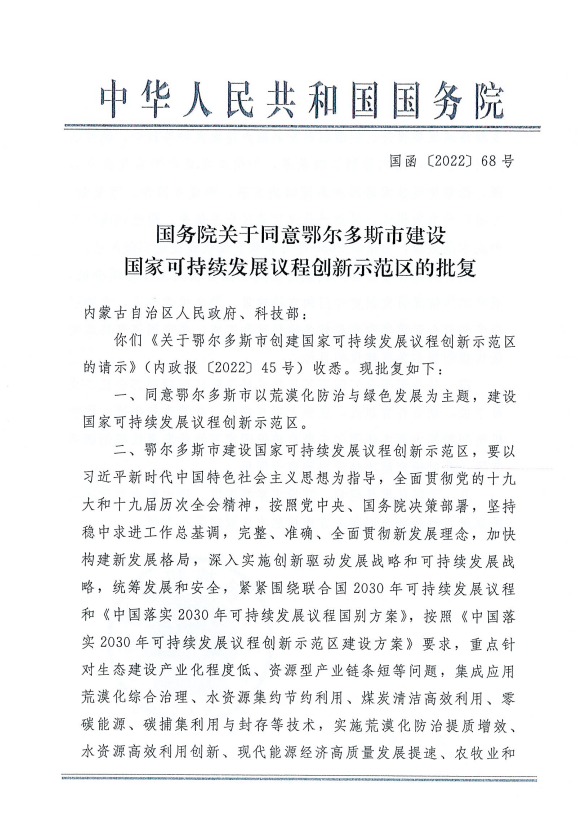 中华人民共和国国务院
国函〔2022〕68号
国务院关于同意鄂尔多斯市建设
国家可持续发展议程创新示范区的批复
内蒙古自治区人民政府、科技部：
你们《关于鄂尔多斯市创建国家可持续发展议程创新示范区
的请示》（内政报〔2022〕45号）收悉。现批复如下：
一、同意鄂尔多斯市以荒漠化防治与绿色发展为主题，建设
国家可持续发展议程创新示范区。
二、鄂尔多斯市建设国家可持续发展议程创新示范区，要以
习近平新时代中国特色社会主义思想为指导，全面贯彻党的十九
大和十九届历次全会精神，按照党中央、国务院决策部署，坚持
稳中求进工作总基调，完整、准确、全面贯彻新发展理念，加快
构建新发展格局，深入实施创新驱动发展战略和可持续发展战
略，统筹发展和安全，紧紧围绕联合国2030年可持续发展议程
和《中国落实2030年可持续发展议程国别方案》，按照《中国落
实2030年可持续发展议程创新示范区建设方案》要求，重点针
对生态建设产业化程度低、资源型产业链条短等问题，集成应用
荒漠化综合治理、水资源集约节约利用、煤炭清洁高效利用、零
碳能源、碳捕集利用与封存等技术，实施荒漠化防治提质增效、
水资源高效利用创新、现代能源经济高质量发展提速、农牧业和